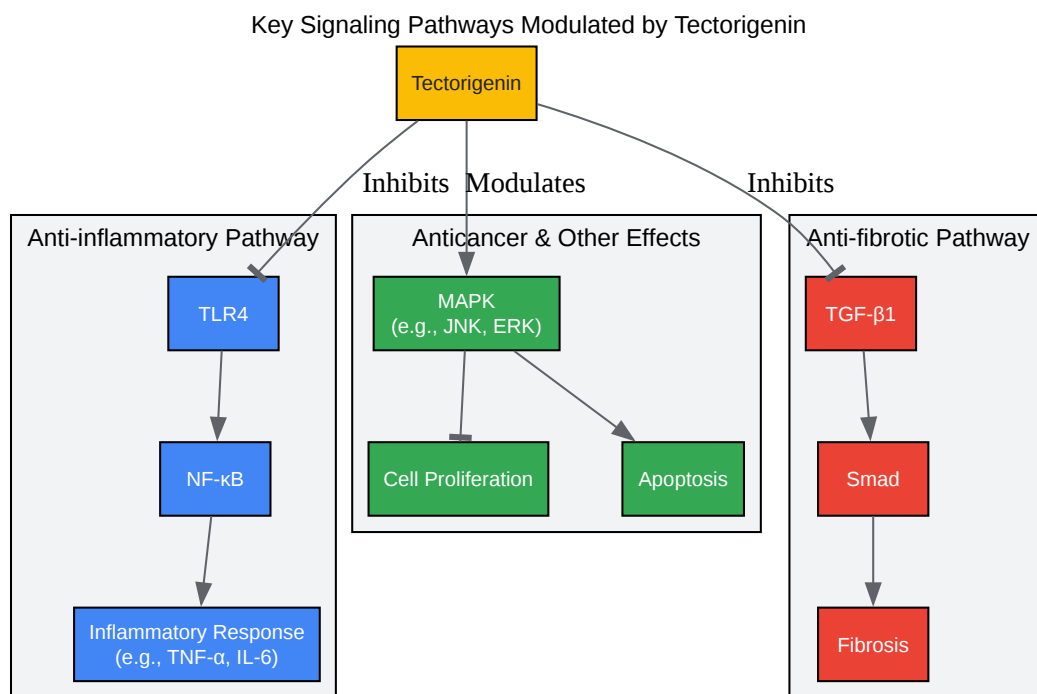 Key Signaling Pathways Modulated by Tectorigenin
Tectorigenin
Inhibits
Modulates
Inhibits
Anti-inflammatory Pathway
TLR4
NF-κB
Inflammatory Response
(e.g., TNF-α, IL-6)
Anticancer & Other Effects
MAPK
(e.g., JNK, ERK)
Cell Proliferation
Apoptosis
Anti-fibrotic Pathway
TGF-β1
Smad
Fibrosis